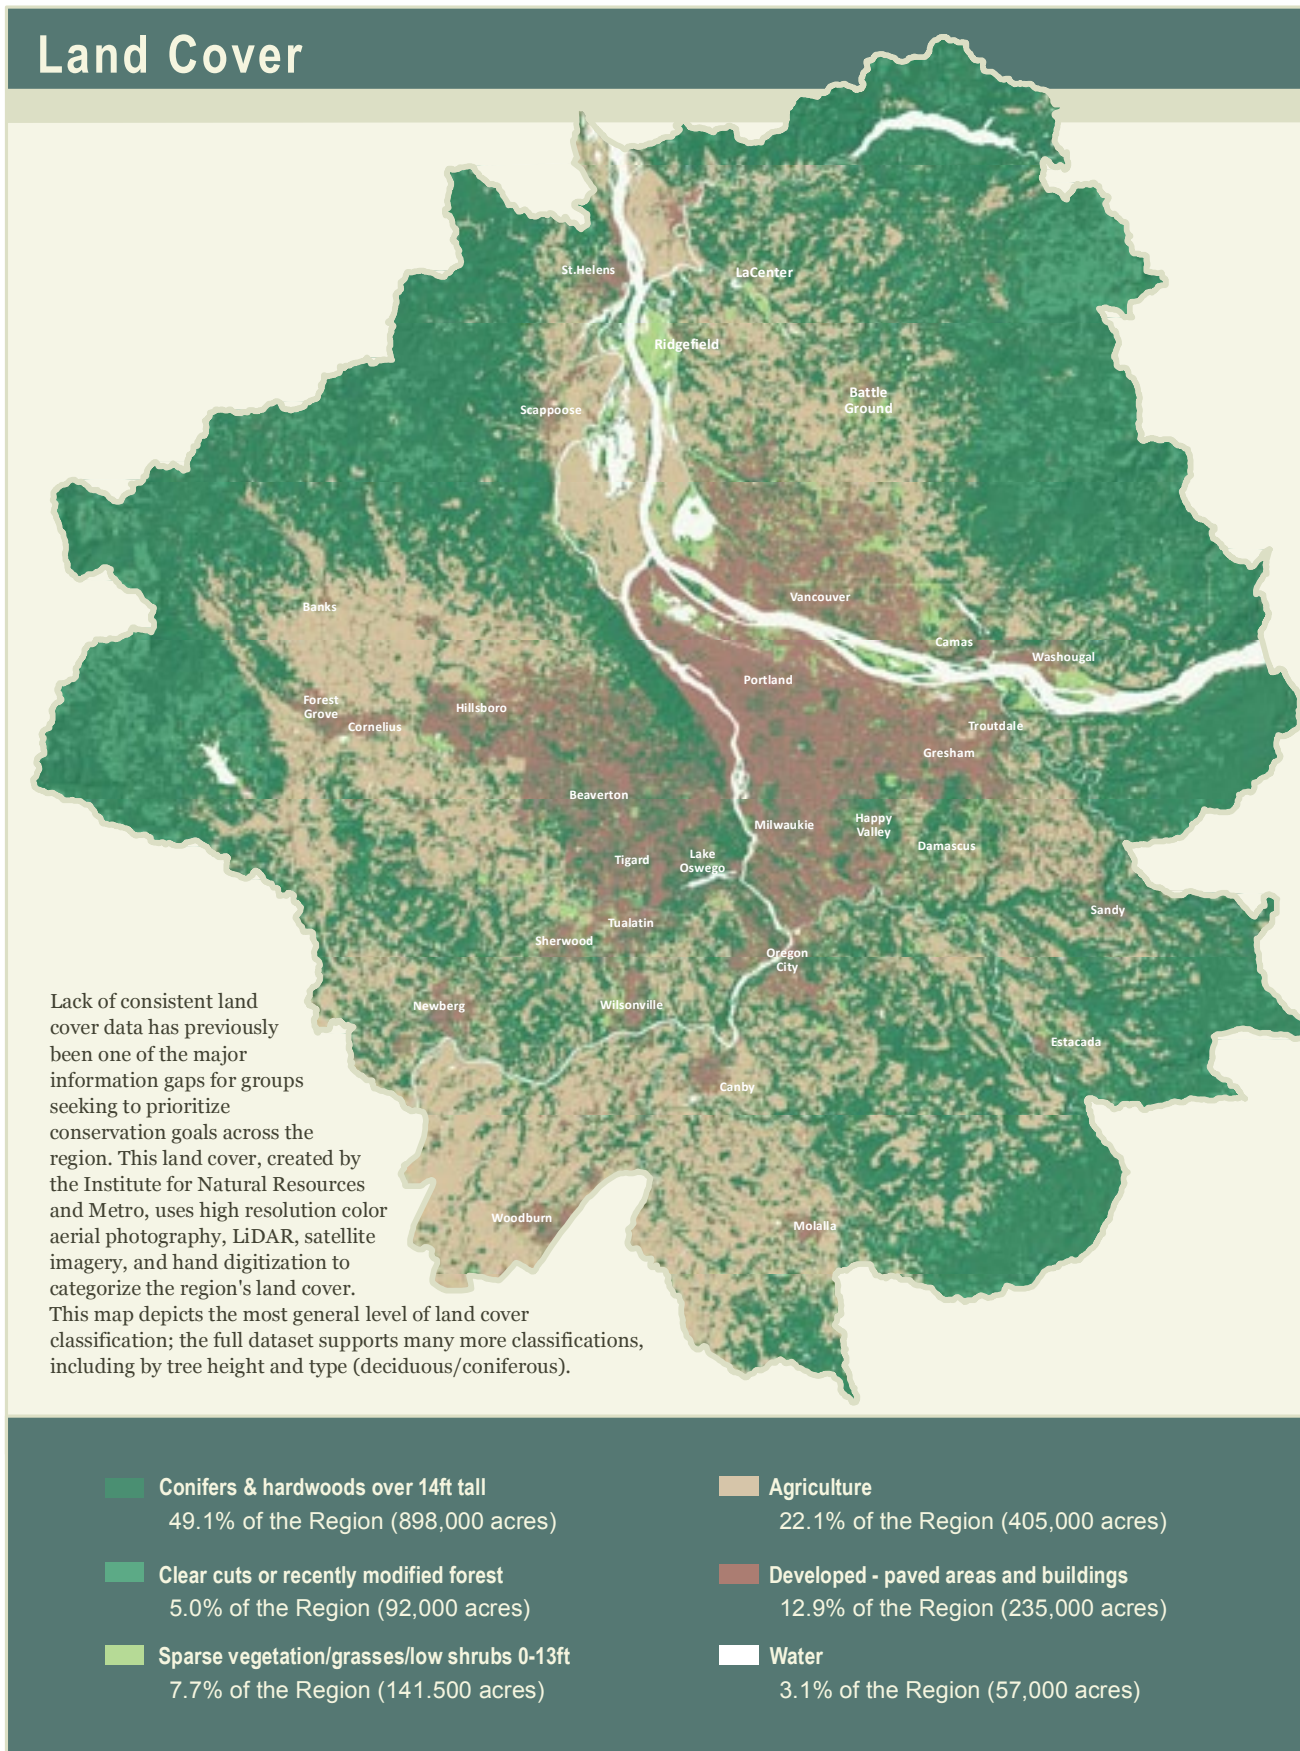 Land Cover
St.Helens
LaCenter
Ridgefield
Battle
Ground
Scappoose
Vancouver
Banks
Camas
Washougal
Portland
Forest
Grove
Hillsboro
Cornelius
Troutdale
Gresham
Beaverton
Milwaukie
Happy
Valley
Damascus
Tigard
Lake
Oswego
Sandy
Tualatin
Sherwood
Oregon
City
Newberg
Wilsonville
Estacada
Canby
Woodburn
Molalla
Lack of consistent land
cover data has previously
been one of the major
information gaps for groups
seeking to prioritize
conservation goals across the
region. This land cover, created by
the Institute for Natural Resources
and Metro, uses high resolution color
aerial photography, LiDAR, satellite
imagery, and hand digitization to
categorize the region's land cover.
This map depicts the most general level of land cover
classification; the full dataset supports many more classifications,
including by tree height and type (deciduous/coniferous).
Conifers & hardwoods over 14ft tall
49.1% of the Region (898,000 acres)
Clear cuts or recently modified forest
5.0% of the Region (92,000 acres)
Sparse vegetation/grasses/low shrubs 0-13ft
7.7% of the Region (141.500 acres)
Agriculture
22.1% of the Region (405,000 acres)
Developed - paved areas and buildings
12.9% of the Region (235,000 acres)
Water
3.1% of the Region (57,000 acres)